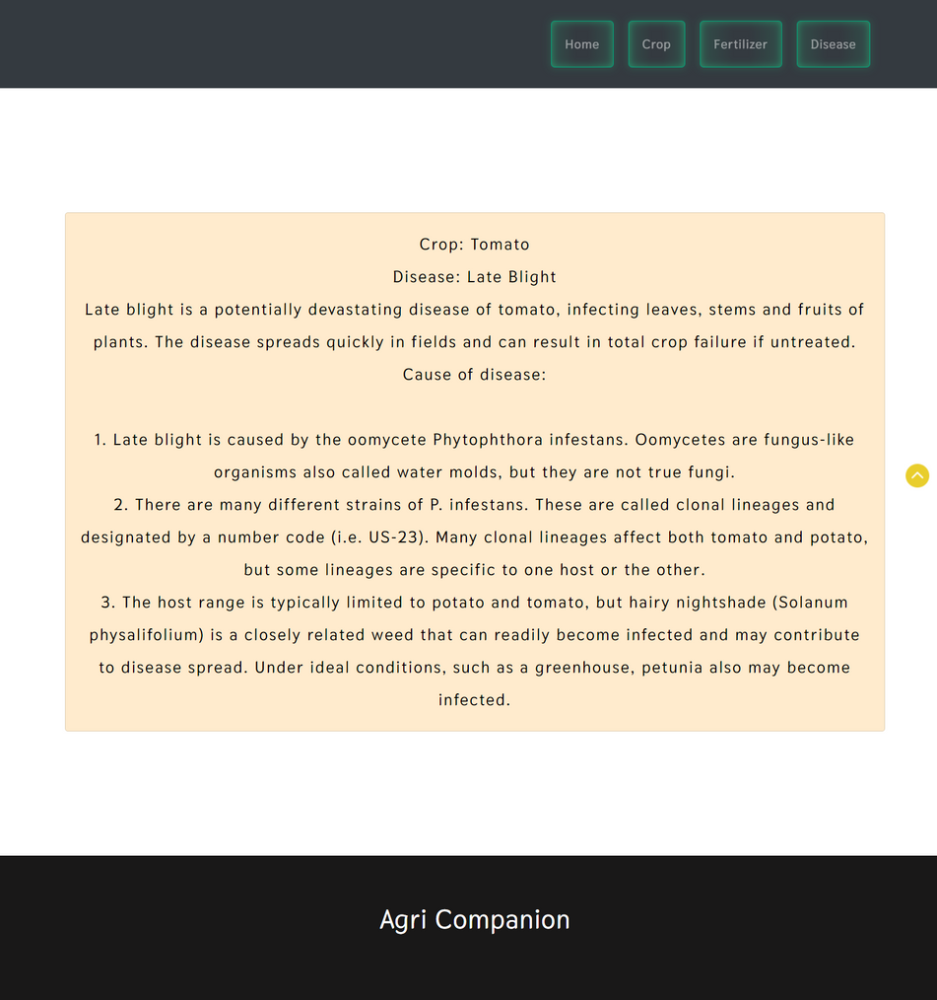 Home Crop Fertilizer Disease
Crop: Tomato
Disease: Late Blight
Late blight is a potentially devastating disease of tomato, infecting leaves, stems and fruits of
plants. The disease spreads quickly in fields and can result in total crop failure if untreated.
Cause of disease:
1. Late blight is caused by the oomycete Phytophthora infestans. Oomycetes are fungus-like
organisms also called water molds, but they are not true fungi.
2. There are many different strains of P. infestans. These are called clonal lineages and
designated by a number code (i.e. US-23). Many clonal lineages affect both tomato and potato,
but some lineages are specific to one host or the other.
3. The host range is typically limited to potato and tomato, but hairy nightshade (Solanum
physalifolium) is a closely related weed that can readily become infected and may contribute
to disease spread. Under ideal conditions, such as a greenhouse, petunia also may become
infected.
Agri Companion